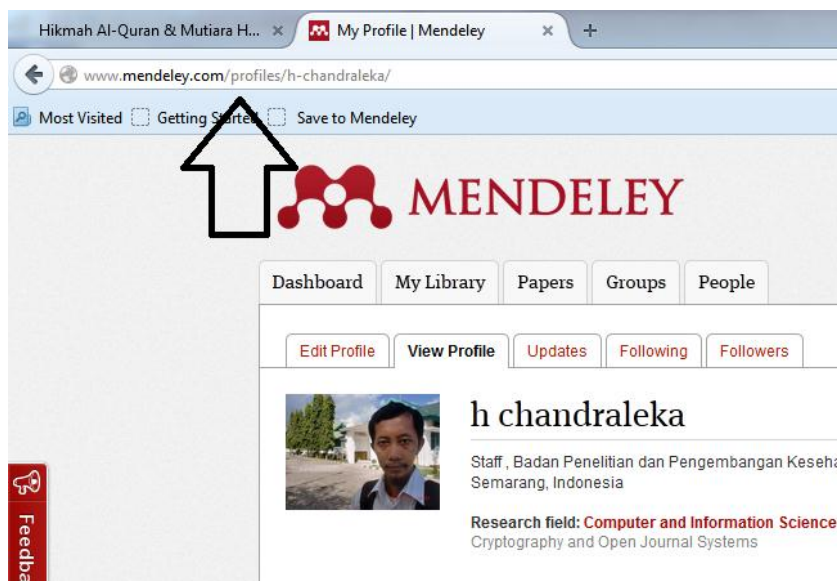 Hikmah Al-Quran & Mutiara H... My Profile | Mendeley
www.mendeley.com/profiles/h-chandraleka/
Most Visited Getting Started Save to Mendeley
MENDELEY
Dashboard My Library Papers Groups People
Edit Profile View Profile Updates Following Followers
h chandraleka
Staff , Badan Penelitian dan Pengembangan Keseha
Semarang, Indonesia
Research field: Computer and Information Science
Cryptography and Open Journal Systems
Feedba